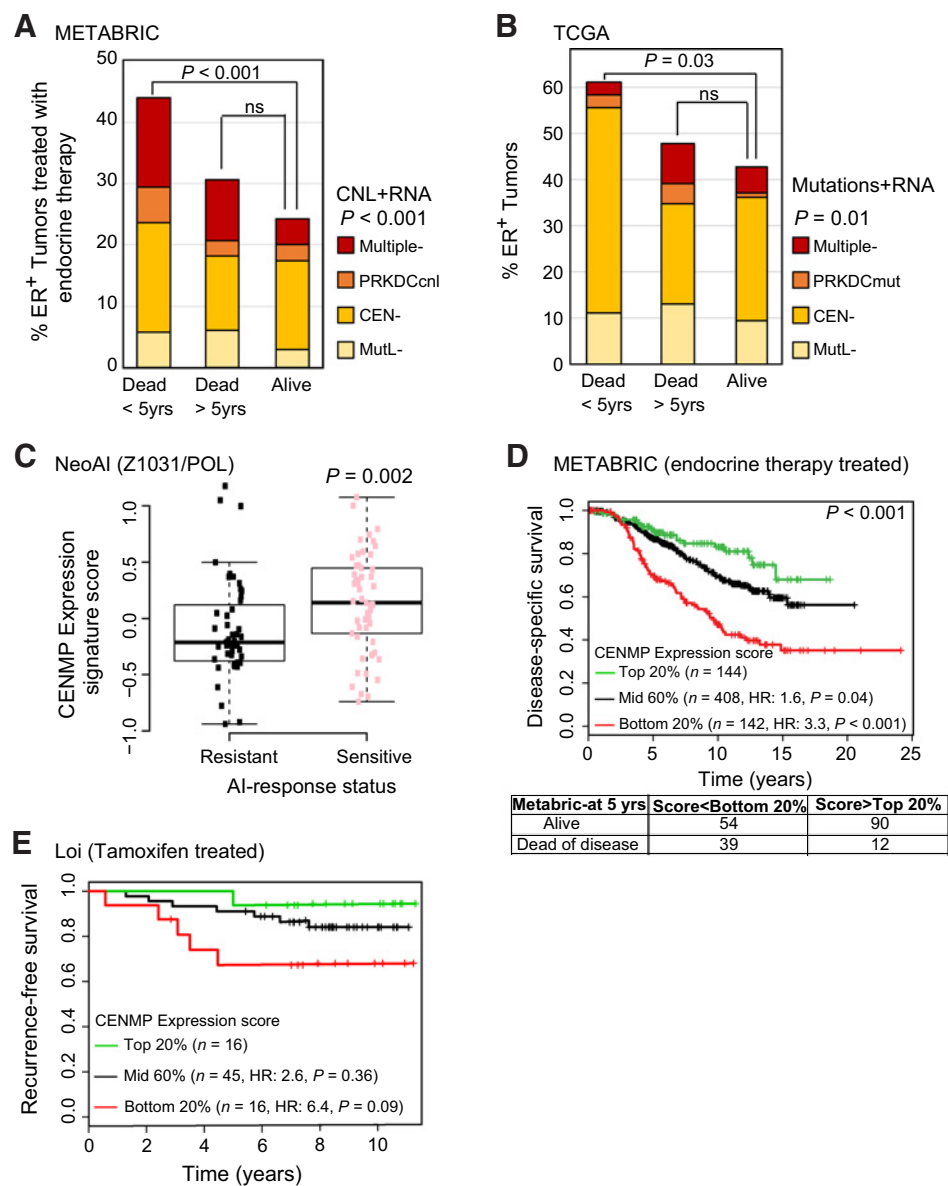 A METABRIC
% ER+ Tumors treated with
endocrine therapy
50
40
30
20
10
0
P < 0.001
ns
Dead
< 5yrs
Dead
> 5yrs
Alive
CNL+RNA
P < 0.001
Multiple-
PRKDCcnl
CEN-
MutL-
B TCGA
% ER+ Tumors
60
50
40
30
20
10
0
P = 0.03
ns
Dead
< 5yrs
Dead
> 5yrs
Alive
Mutations+RNA
P = 0.01
Multiple-
PRKDCmut
CEN-
MutL-
C NeoAI (Z1031/POL)
P = 0.002
CENMP Expression
signature score
1.0
0.5
0.0
−0.5
−1.0
Resistant
Sensitive
AI-response status
D METABRIC (endocrine therapy treated)
P < 0.001
Disease-specific survival
1.0
0.8
0.6
0.4
0.2
0.0
CENMP Expression score
Top 20% (n = 144)
Mid 60% (n = 408, HR: 1.6, P = 0.04)
Bottom 20% (n = 142, HR: 3.3, P < 0.001)
0 5 10 15 20 25
Time (years)
Metabric-at 5 yrs Score<Bottom 20% Score>Top 20%
Alive 54 90
Dead of disease 39 12
E Loi (Tamoxifen treated)
Recurrence-free survival
1.0
0.8
0.6
0.4
0.2
0.0
CENMP Expression score
Top 20% (n = 16)
Mid 60% (n = 45, HR: 2.6, P = 0.36)
Bottom 20% (n = 16, HR: 6.4, P = 0.09)
0 2 4 6 8 10
Time (years)